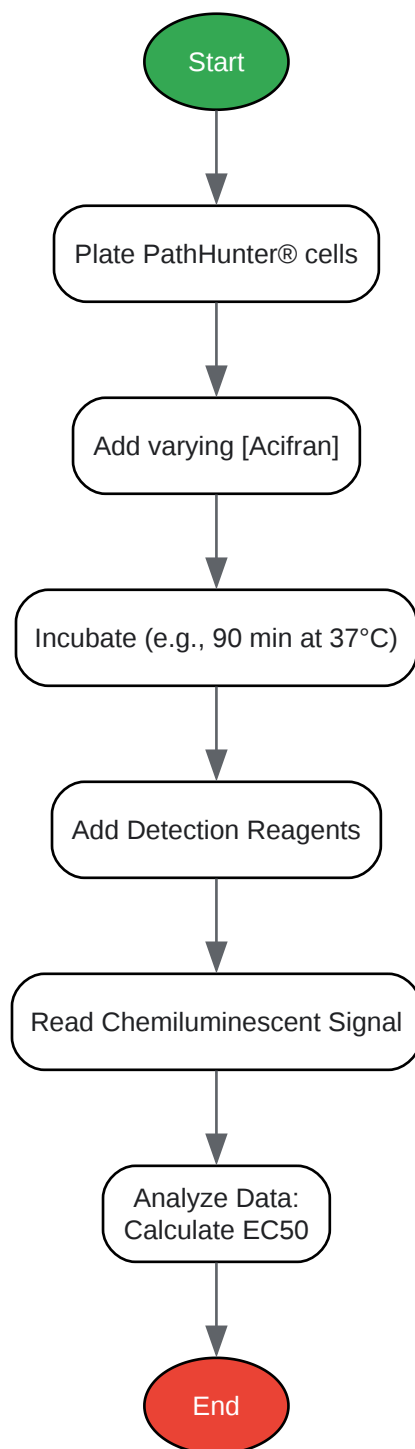 Start
Plate PathHunter® cells
Add varying [Acifran]
Incubate (e.g., 90 min at 37°C)
Add Detection Reagents
Read Chemiluminescent Signal
Analyze Data:
Calculate EC50
End